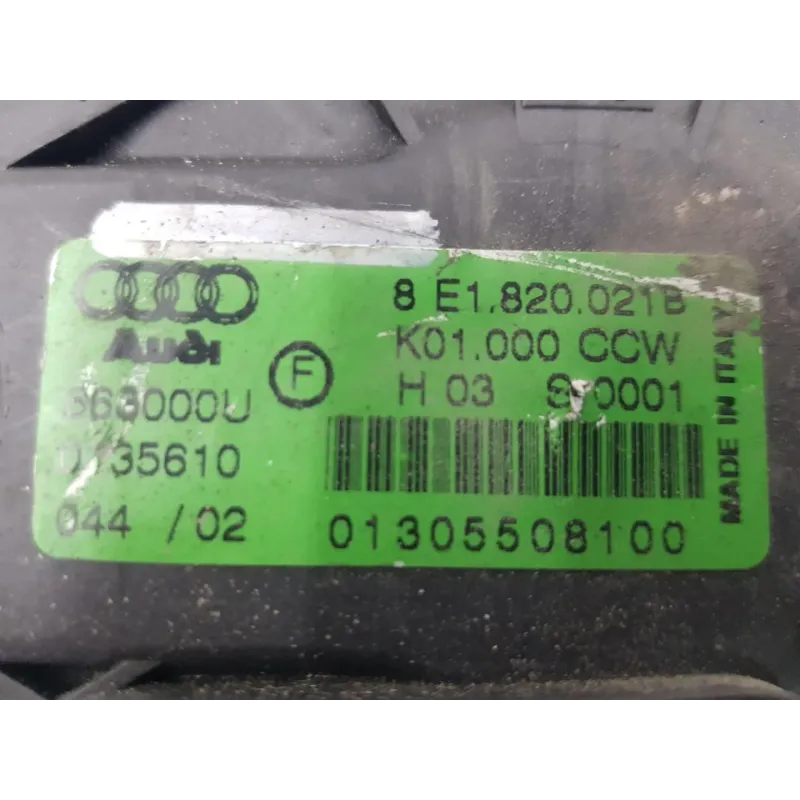 Audi
F
044 / 02
8 E1.820.021B
K01.000 CCW
H 03
01305508100
MADE IN ITALY